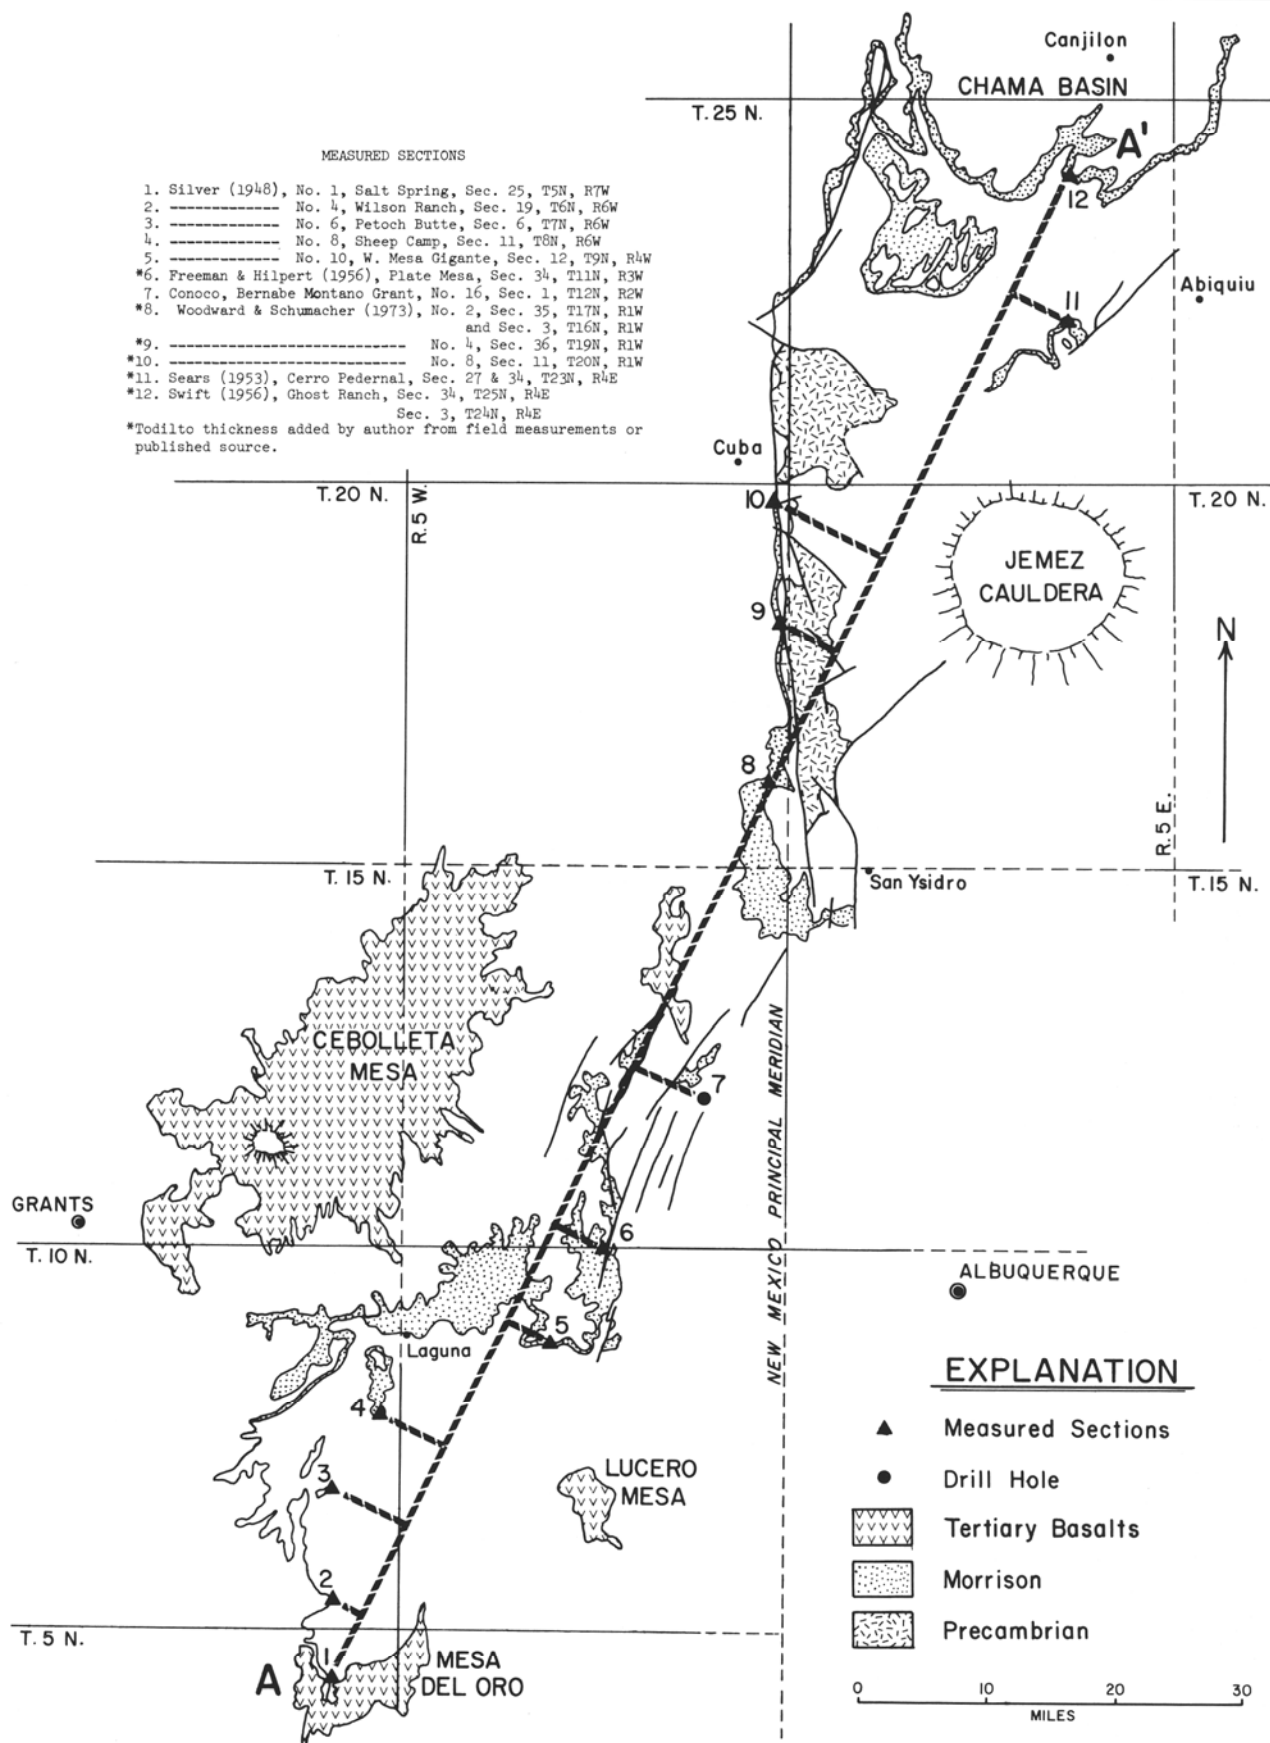 Canjilon
CHAMA BASIN
T. 25 N.
A'
12
MEASURED SECTIONS
1. Silver (1948), No. 1, Salt Spring, Sec. 25, T5N, R7W
2. ------------- No. 4, Wilson Ranch, Sec. 19, T6N, R6W
3. ------------- No. 6, Petoch Butte, Sec. 6, T7N, R6W
4. ------------- No. 8, Sheep Camp, Sec. 11, T8N, R6W
5. ------------- No. 10, W. Mesa Gigante, Sec. 12, T9N, R4W
*6. Freeman & Hilpert (1956), Plate Mesa, Sec. 34, T11N, R3W
7. Conoco, Bernabe Montano Grant, No. 16, Sec. 1, T12N, R2W
*8. Woodward & Schumacher (1973), No. 2, Sec. 35, T17N, R1W
and Sec. 3, T16N, R1W
*9. ----------------------------- No. 4, Sec. 36, T19N, R1W
*10. ----------------------------- No. 8, Sec. 11, T20N, R1W
*11. Sears (1953), Cerro Pedernal, Sec. 27 & 34, T23N, R4E
*12. Swift (1956), Ghost Ranch, Sec. 34, T25N, R4E
Sec. 3, T24N, R4E
*Todilto thickness added by author from field measurements or
published source.
Abiquiu
11
Cuba
T. 20 N.
R. 5 W.
10
T. 20 N.
JEMEZ
CAULDERA
9
N
8
R. 5 E.
T. 15 N.
San Ysidro
T. 15 N.
CEBOLLETA
MESA
7
NEW MEXICO PRINCIPAL MERIDIAN
GRANTS
6
T. 10 N.
ALBUQUERQUE
5
Laguna
4
3
LUCERO
MESA
2
T. 5 N.
1
A
MESA
DEL ORO
EXPLANATION
Measured Sections
Drill Hole
Tertiary Basalts
Morrison
Precambrian
0 10 20 30
MILES